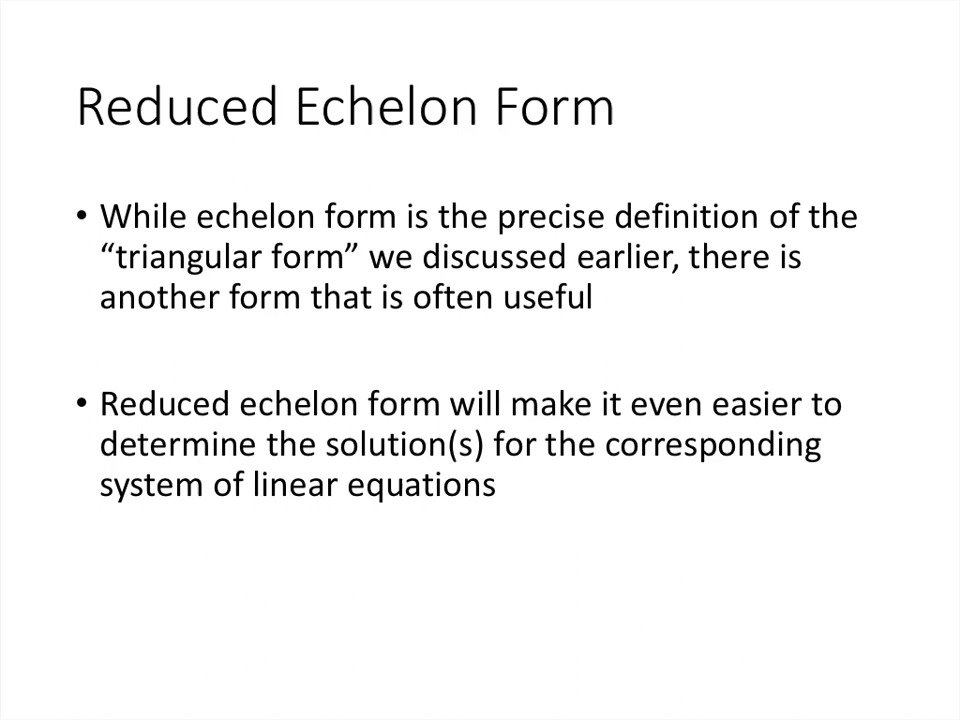 Reduced Echelon Form
• While echelon form is the precise definition of the
“triangular form” we discussed earlier, there is
another form that is often useful
• Reduced echelon form will make it even easier to
determine the solution(s) for the corresponding
system of linear equations